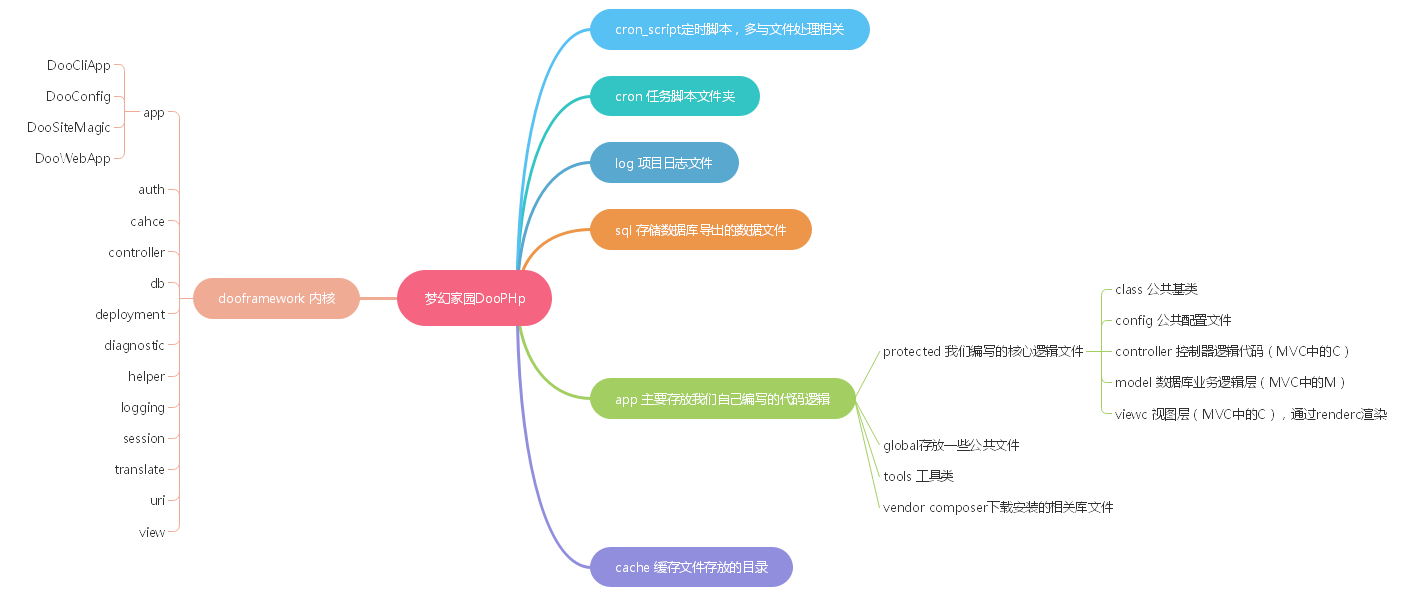 梦幻家园DooPHp
dooframework 内核
app
DooCliApp
DooConfig
DooSiteMagic
DooWebApp
auth
cahce
controller
db
deployment
diagnostic
helper
logging
session
translate
uri
view
cron_script定时脚本，多与文件处理相关
cron 任务脚本文件夹
log 项目日志文件
sql 存储数据库导出的数据文件
app 主要存放我们自己编写的代码逻辑
protected 我们编写的核心逻辑文件
class 公共基类
config 公共配置文件
controller 控制器逻辑代码（MVC中的C）
model 数据库业务逻辑层（MVC中的M）
viewc 视图层（MVC中的C），通过renderc渲染
global存放一些公共文件
tools 工具类
vendor composer下载安装的相关库文件
cache 缓存文件存放的目录